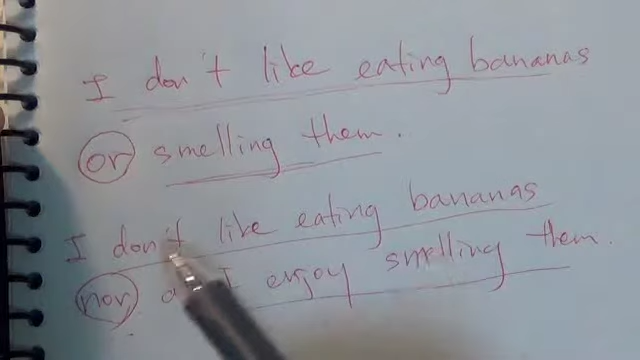 I don't like eating bananas
or smelling them.
I don't like eating bananas
nor I enjoy smelling them.